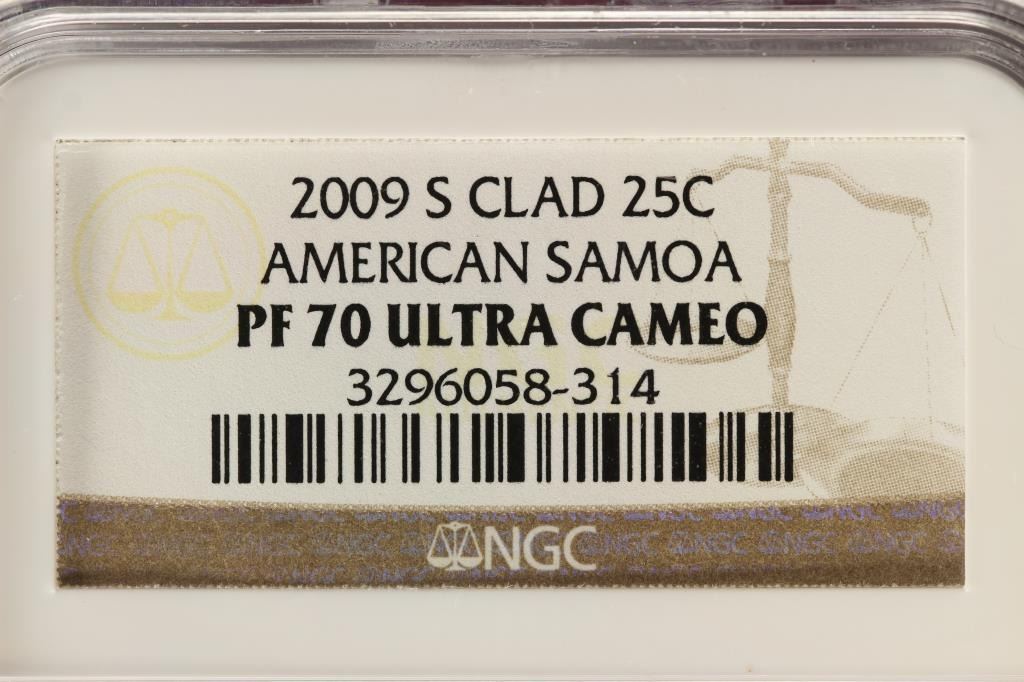 2009 S CLAD 25C
AMERICAN SAMOA
PF 70 ULTRA CAMEO
3296058-314
NGC